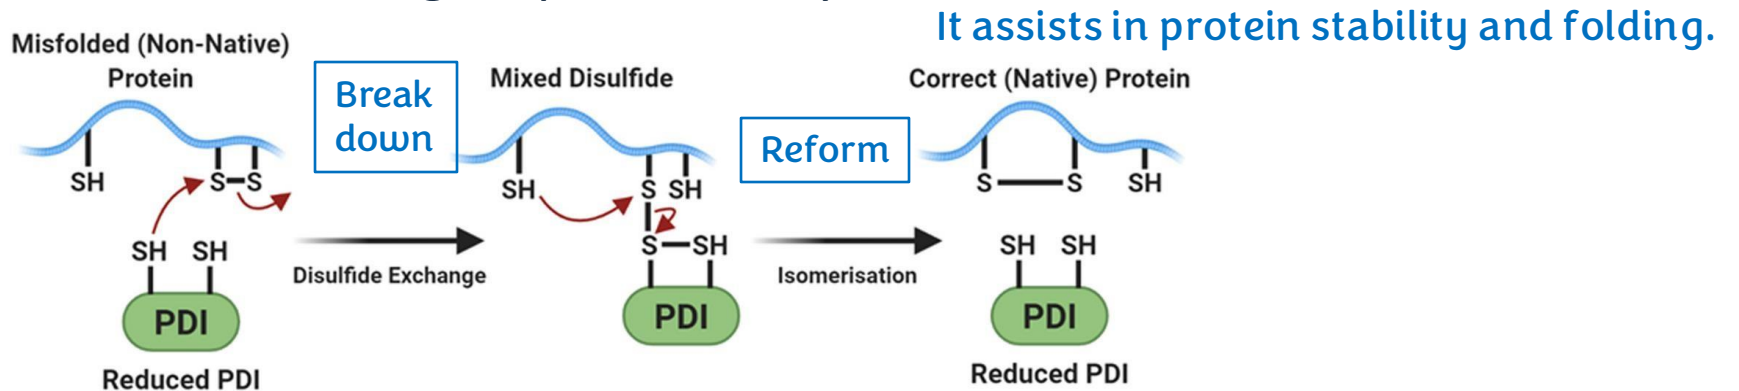 It assists in protein stability and folding.
Misfolded (Non-Native)
Protein
Break
down
Mixed Disulfide
Reform
Correct (Native) Protein
SH
S
S
SH
S
SH
S
S
SH
SH
SH
S
SH
SH
SH
Disulfide Exchange
Isomerisation
PDI
PDI
PDI
Reduced PDI
Reduced PDI